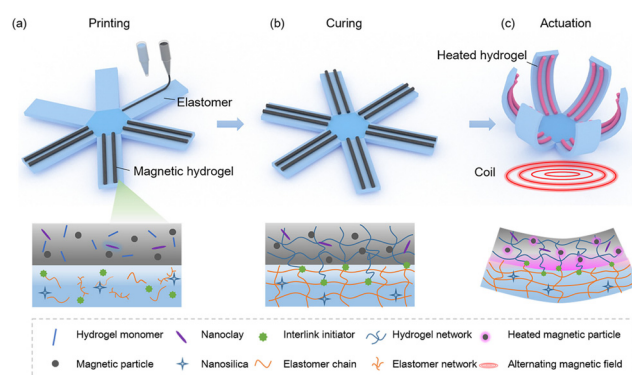 (a) Printing
(b) Curing
(c) Actuation
Elastomer
Magnetic hydrogel
Heated hydrogel
Coil
Hydrogel monomer
Nanoclay
Interlink initiator
Hydrogel network
Heated magnetic particle
Magnetic particle
Nanosilica
Elastomer chain
Elastomer network
Alternating magnetic field